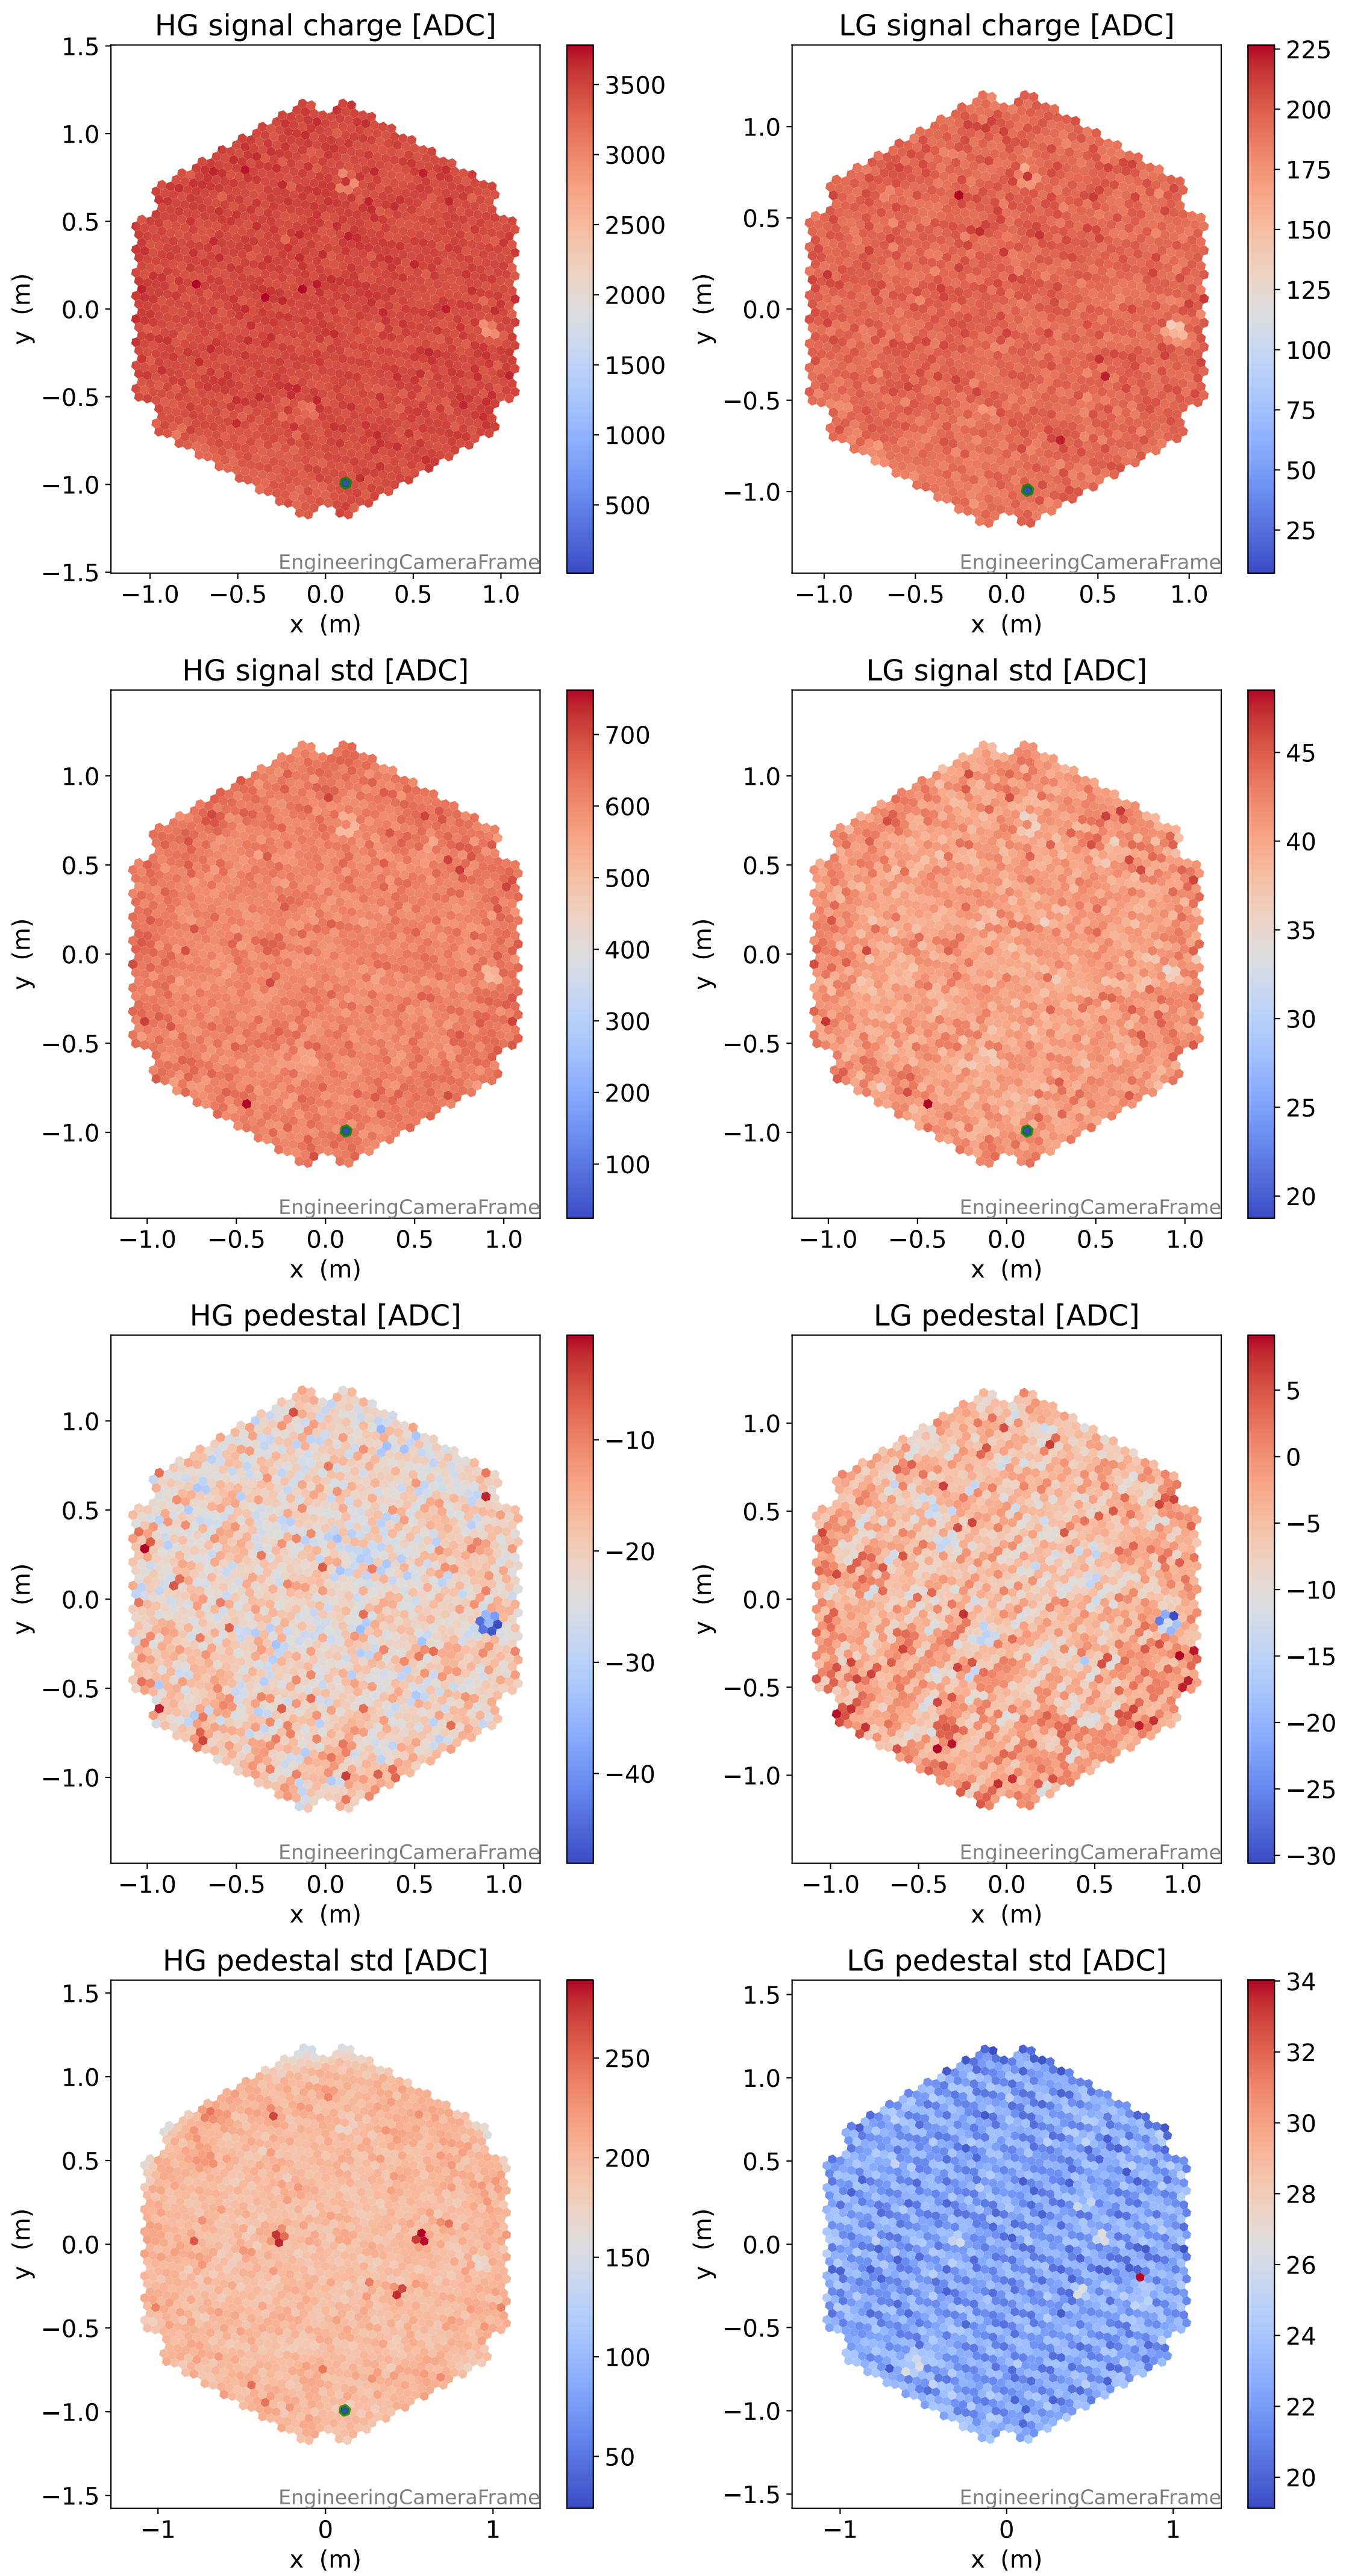 HG signal charge [ADC]
1.5
1.0
0.5
0.0
−0.5
−1.0
−1.5
y (m)
−1.0 −0.5 0.0 0.5 1.0
x (m)
EngineeringCameraFrame
3500
3000
2500
2000
1500
1000
500
LG signal charge [ADC]
1.0
0.5
0.0
−0.5
−1.0
y (m)
−1.0 −0.5 0.0 0.5 1.0
x (m)
EngineeringCameraFrame
225
200
175
150
125
100
75
50
25
HG signal std [ADC]
1.0
0.5
0.0
−0.5
−1.0
y (m)
−1.0 −0.5 0.0 0.5 1.0
x (m)
EngineeringCameraFrame
700
600
500
400
300
200
100
LG signal std [ADC]
1.0
0.5
0.0
−0.5
−1.0
y (m)
−1.0 −0.5 0.0 0.5 1.0
x (m)
EngineeringCameraFrame
45
40
35
30
25
20
HG pedestal [ADC]
1.0
0.5
0.0
−0.5
−1.0
y (m)
−1.0 −0.5 0.0 0.5 1.0
x (m)
EngineeringCameraFrame
−10
−20
−30
−40
LG pedestal [ADC]
1.0
0.5
0.0
−0.5
−1.0
y (m)
−1.0 −0.5 0.0 0.5 1.0
x (m)
EngineeringCameraFrame
5
0
−5
−10
−15
−20
−25
−30
HG pedestal std [ADC]
1.5
1.0
0.5
0.0
−0.5
−1.0
−1.5
y (m)
−1 0 1
x (m)
EngineeringCameraFrame
250
200
150
100
50
LG pedestal std [ADC]
1.5
1.0
0.5
0.0
−0.5
−1.0
−1.5
y (m)
−1 0 1
x (m)
EngineeringCameraFrame
34
32
30
28
26
24
22
20